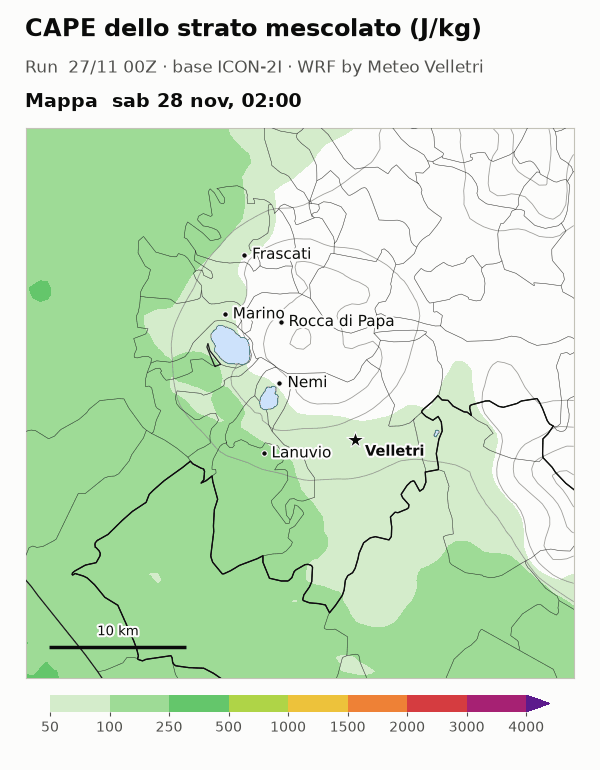 CAPE dello strato mescolato (J/kg)
Run  27/11 00Z · base ICON-2I · WRF by Meteo Velletri
Mappa  sab 28 nov, 02:00
Frascati
Marino
Rocca di Papa
Nemi
Velletri
Lanuvio
10 km
50 100 250 500 1000 1500 2000 3000 4000